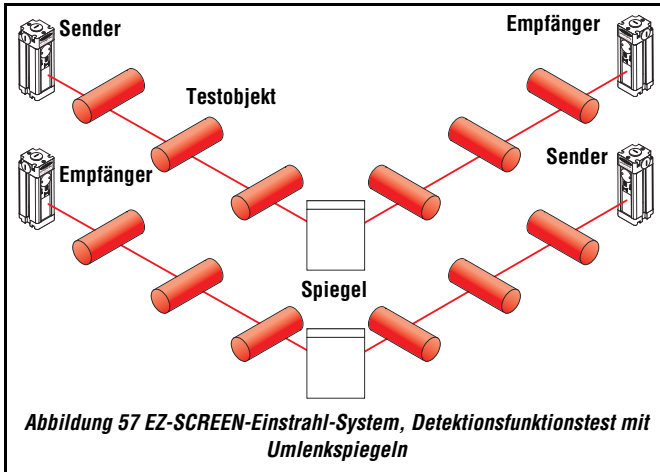 Sender
Empfänger
Testobjekt
Empfänger
Sender
Spiegel
Abbildung 57 EZ-SCREEN-Einstrahl-System, Detektionsfunktionstest mit
Umlenkspiegeln